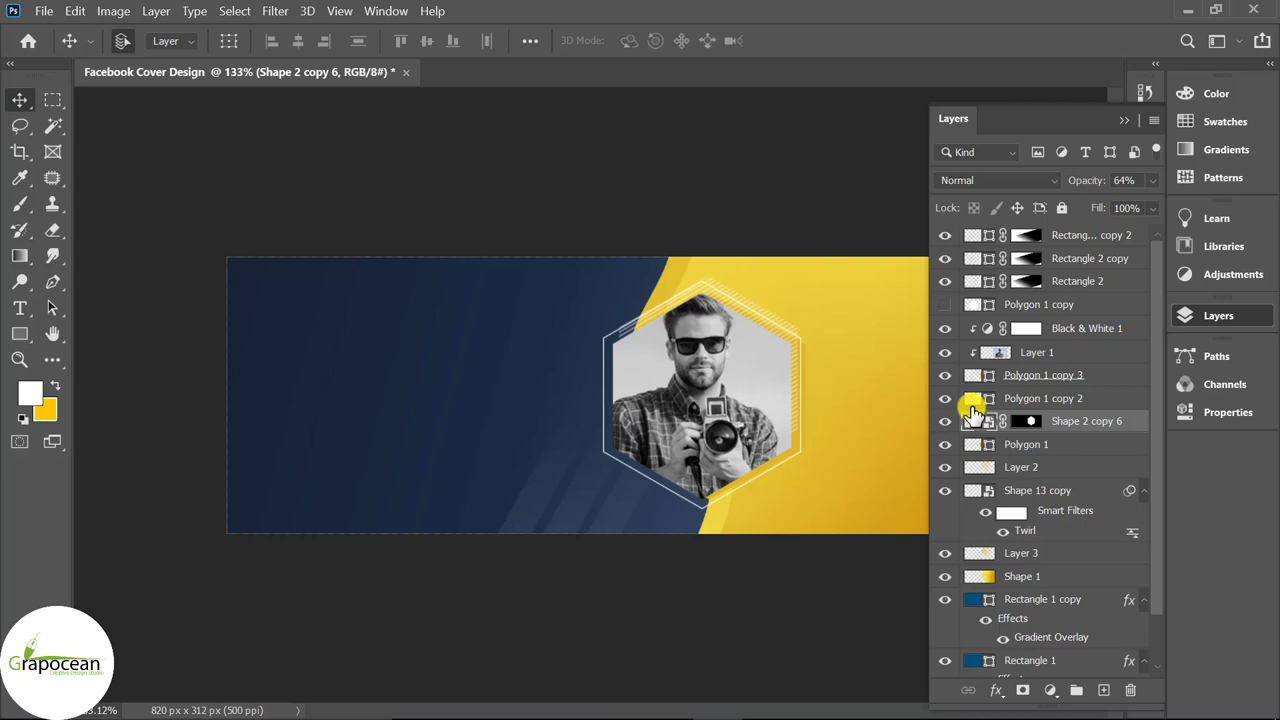 Ps File Edit Image Layer Type Select Filter 3D View Window Help
Layer 3D Mode:
Facebook Cover Design @ 133% (Shape 2 copy 6, RGB/8#) *
Layers
Kind
Normal Opacity: 64%
Lock: Fill: 100%
Rectang... copy 2
Rectangle 2 copy
Rectangle 2
Polygon 1 copy
Black & White 1
Layer 1
Polygon 1 copy 3
Polygon 1 copy 2
Shape 2 copy 6
Polygon 1
Layer 2
Shape 13 copy
Smart Filters
Twirl
Layer 3
Shape 1
Rectangle 1 copy fx
Effects
Gradient Overlay
Rectangle 1 fx
Color
Swatches
Gradients
Patterns
Learn
Libraries
Adjustments
Layers
Paths
Channels
Properties
Grapocean
Creative Design Studio
3.12% 820 px x 312 px (500 ppi)